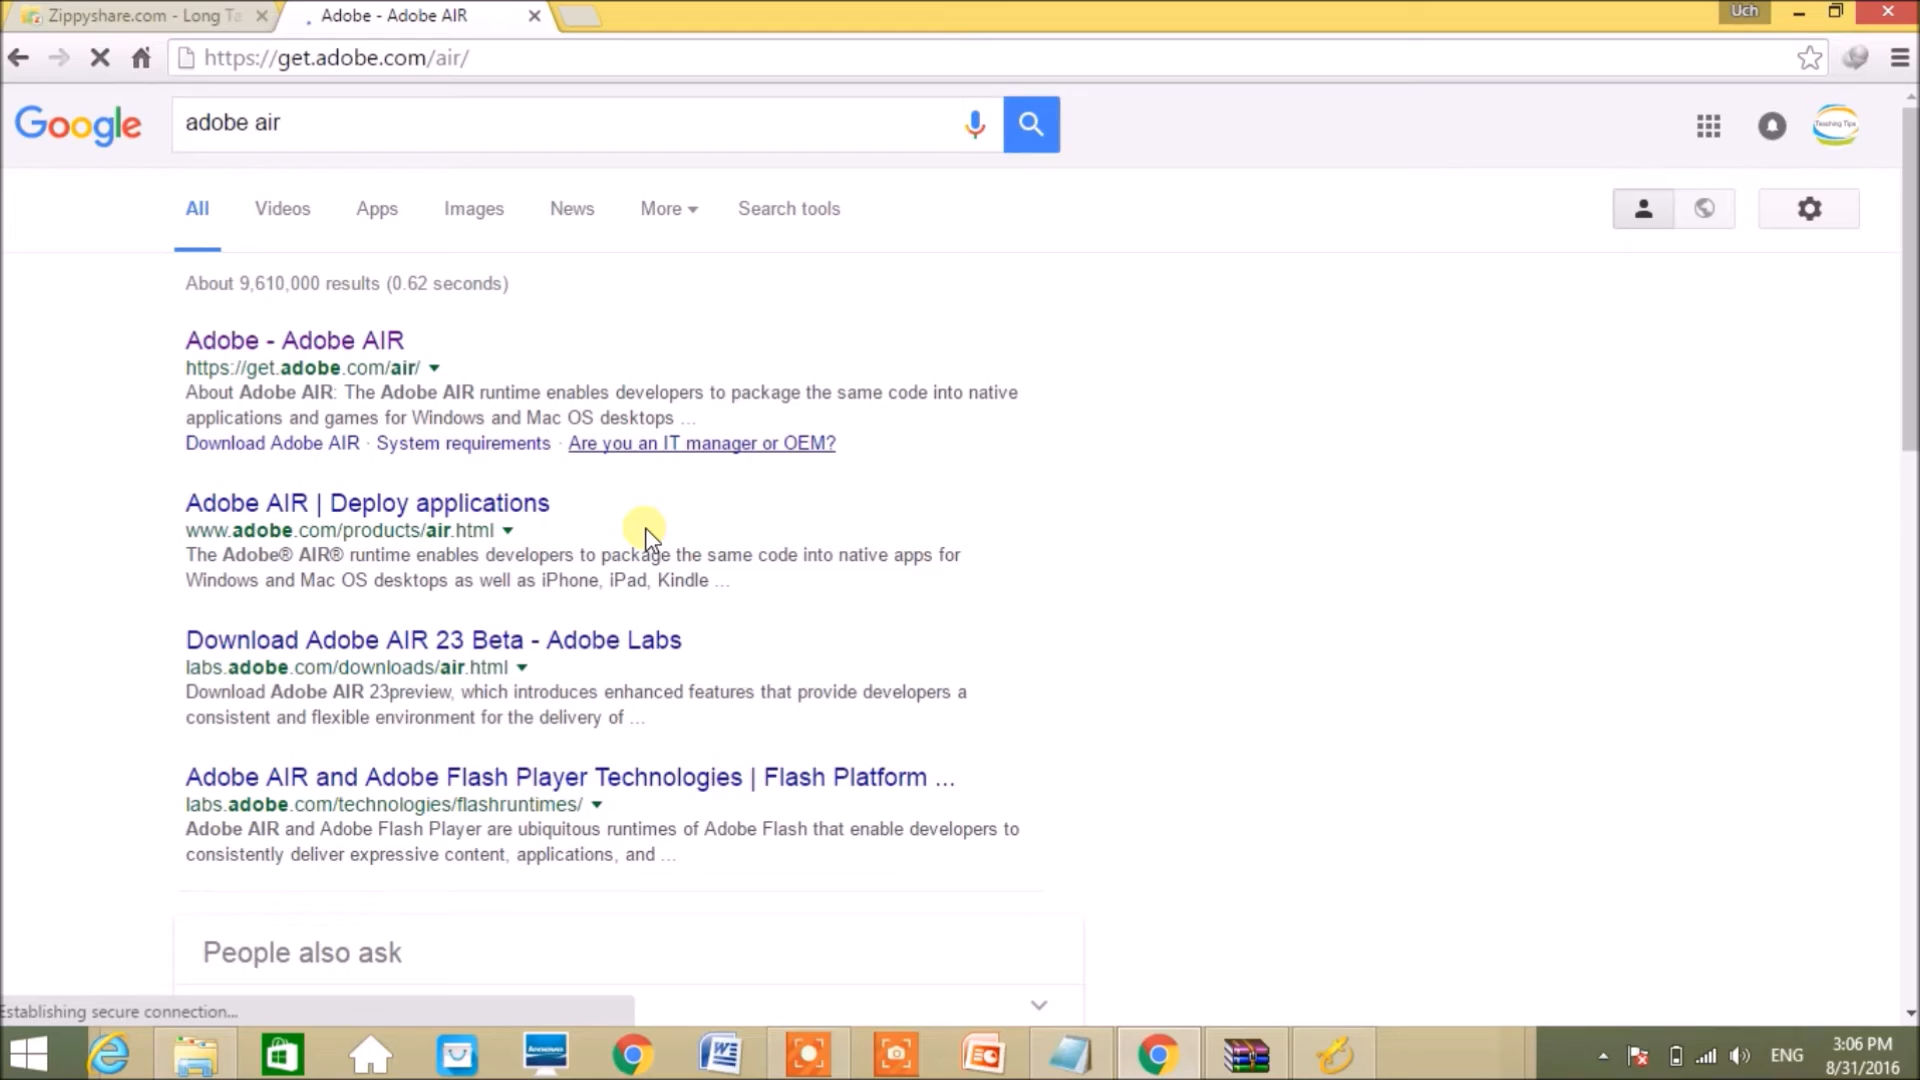 Zippyshare.com - Long Ta
Adobe - Adobe AIR
Uch
https://get.adobe.com/air/
Google
adobe air
Teaching Tips
All Videos Apps Images News More Search tools
About 9,610,000 results (0.62 seconds)
Adobe - Adobe AIR
https://get.adobe.com/air/
About Adobe AIR: The Adobe AIR runtime enables developers to package the same code into native
applications and games for Windows and Mac OS desktops ...
Download Adobe AIR · System requirements · Are you an IT manager or OEM?
Adobe AIR | Deploy applications
www.adobe.com/products/air.html
The Adobe® AIR® runtime enables developers to package the same code into native apps for
Windows and Mac OS desktops as well as iPhone, iPad, Kindle ...
Download Adobe AIR 23 Beta - Adobe Labs
labs.adobe.com/downloads/air.html
Download Adobe AIR 23preview, which introduces enhanced features that provide developers a
consistent and flexible environment for the delivery of ...
Adobe AIR and Adobe Flash Player Technologies | Flash Platform ...
labs.adobe.com/technologies/flashruntimes/
Adobe AIR and Adobe Flash Player are ubiquitous runtimes of Adobe Flash that enable developers to
consistently deliver expressive content, applications, and ...
People also ask
Establishing secure connection...
ENG
3:06 PM
8/31/2016